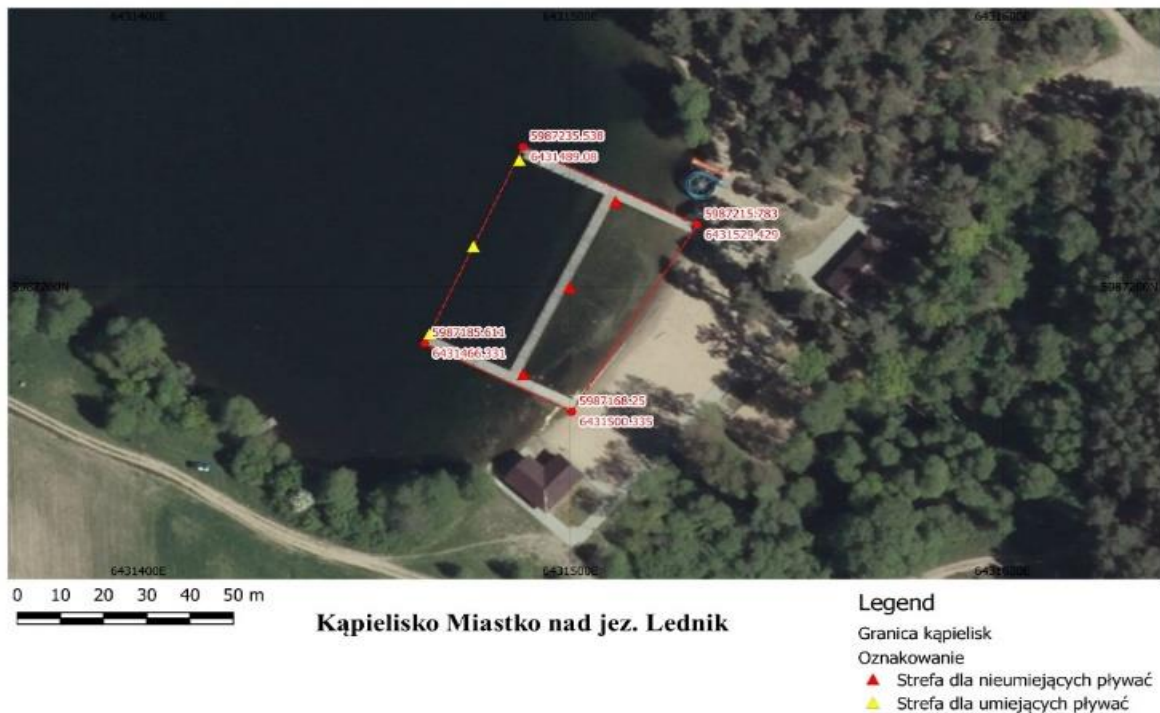 6431400E 6431500E 6431600E
5987235.538
6431489.08
5987215.783
6431529.429
5987200N 5987200N
5987185.611
6431466.331
5987168.25
6431500.335
6431400E 6431500E 6431600E
0 10 20 30 40 50 m
Kąpielisko Miastko nad jez. Lednik
Legend
Granica kąpielisk
Oznakowanie
Strefa dla nieumiejących pływać
Strefa dla umiejących pływać